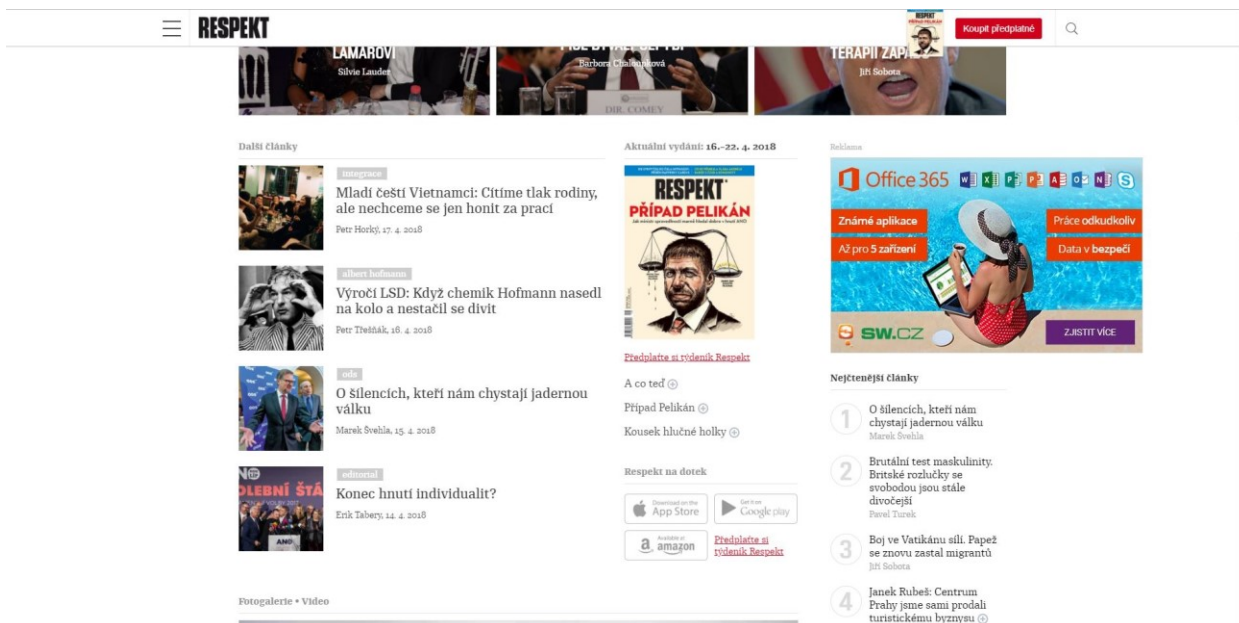 RESPEKT
RESPEKT
PŘÍPAD PELIKÁN
Koupit předplatné
LAMAROVI
Silvie Lauder
Barbora Chaloupková
DIR. COMEY
Jiří Sobota
Další články
integrace
Mladí čeští Vietnamci: Cítíme tlak rodiny,
ale nechceme se jen honit za prací
Petr Horký, 17. 4. 2018
albert hofmann
Výročí LSD: Když chemik Hofmann nasedl
na kolo a nestačil se divit
Petr Třešňák, 16. 4. 2018
ods
O šílencích, kteří nám chystají jadernou
válku
Marek Švehla, 15. 4. 2018
editorial
Konec hnutí individualit?
Erik Tabery, 14. 4. 2018
ANO
Fotogalerie • Video
Aktuální vydání: 16.-22. 4. 2018
RESPEKT
PŘÍPAD PELIKÁN
Předplaťte si týdeník Respekt
A co teď
Případ Pelikán
Kousek hlučné holky
Respekt na dotek
Download on the
App Store
Get it on
Google play
Available at
amazon
Předplaťte si
týdeník Respekt
Reklama
Office 365
Známé aplikace
Až pro 5 zařízení
Práce odkudkoliv
Data v bezpečí
SW.CZ
ZJISTIT VÍCE
Nejčtenější články
1
O šílencích, kteří nám
chystají jadernou válku
Marek Švehla
2
Brutální test maskulinity.
Britské rozlučky se
svobodou jsou stále
divočejší
Pavel Turek
3
Boj ve Vatikánu sílí. Papež
se znovu zastal migrantů
Jiří Sobota
4
Janek Rubeš: Centrum
Prahy jsme sami prodali
turistickému byznysu